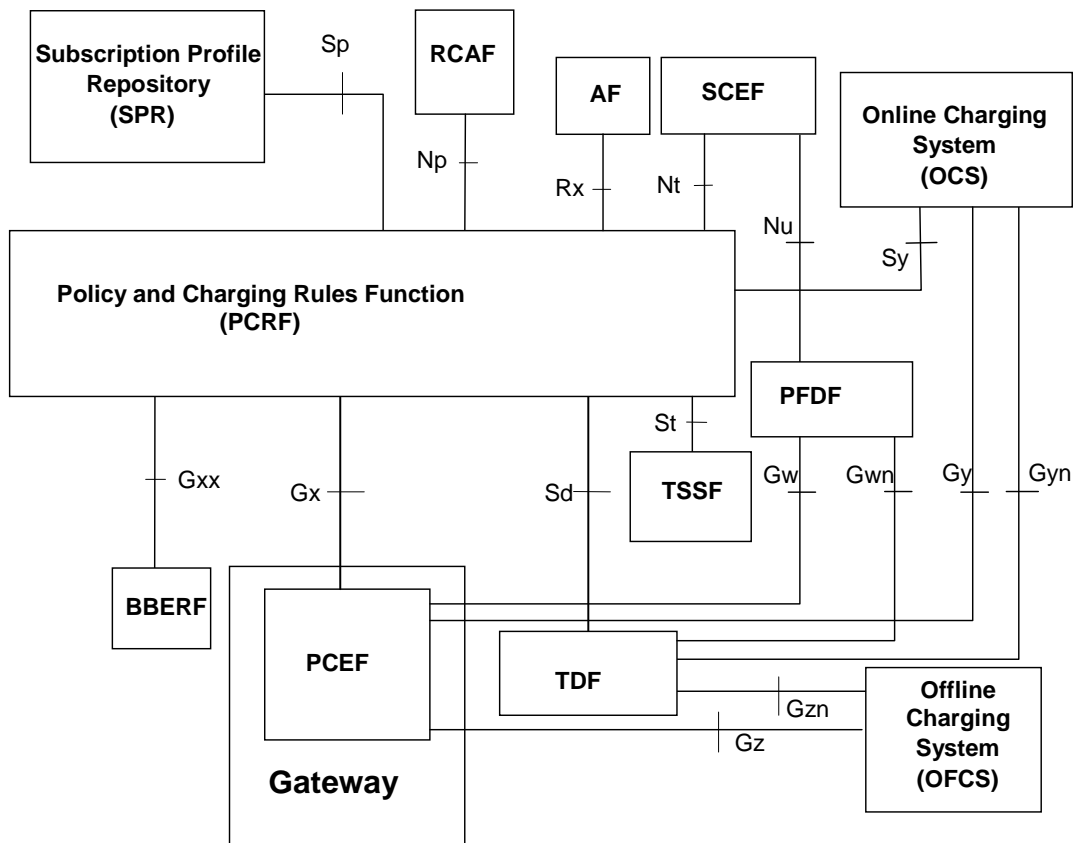 Subscription Profile
Repository
(SPR)
Sp
RCAF
AF
SCEF
Online Charging
System
(OCS)
Np
Rx
Nt
Nu
Sy
Policy and Charging Rules Function
(PCRF)
PFDF
St
Gxx
Gx
Sd
TSSF
Gw
Gwn
Gy
Gyn
BBERF
PCEF
TDF
Offline
Charging
System
(OFCS)
Gzn
Gz
Gateway